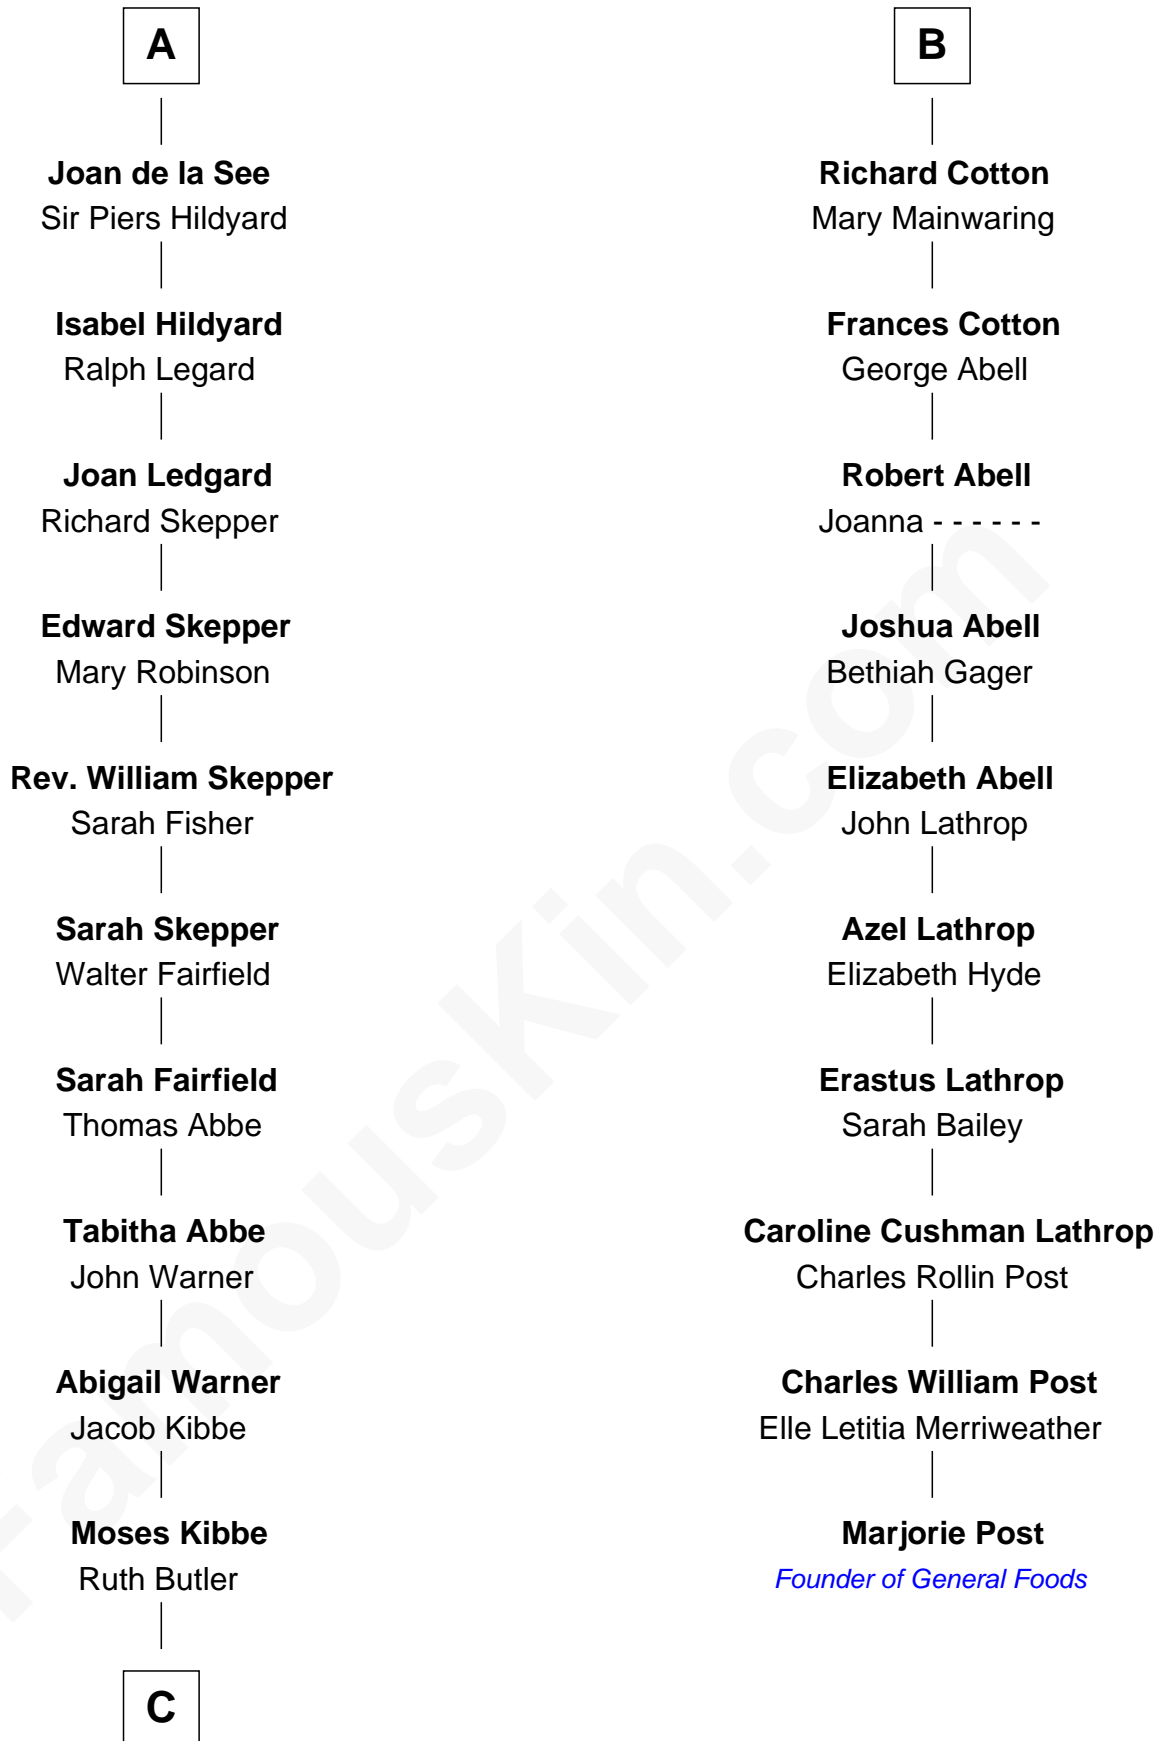 A
Joan de la See
Sir Piers Hildyard
Isabel Hildyard
Ralph Legard
Joan Ledgard
Richard Skepper
Edward Skepper
Mary Robinson
Rev. William Skepper
Sarah Fisher
Sarah Skepper
Walter Fairfield
Sarah Fairfield
Thomas Abbe
Tabitha Abbe
John Warner
Abigail Warner
Jacob Kibbe
Moses Kibbe
Ruth Butler
C
B
Richard Cotton
Mary Mainwaring
Frances Cotton
George Abell
Robert Abell
Joanna - - - - - -
Joshua Abell
Bethiah Gager
Elizabeth Abell
John Lathrop
Azel Lathrop
Elizabeth Hyde
Erastus Lathrop
Sarah Bailey
Caroline Cushman Lathrop
Charles Rollin Post
Charles William Post
Elle Letitia Merriweather
Marjorie Post
Founder of General Foods
FamousKin.com